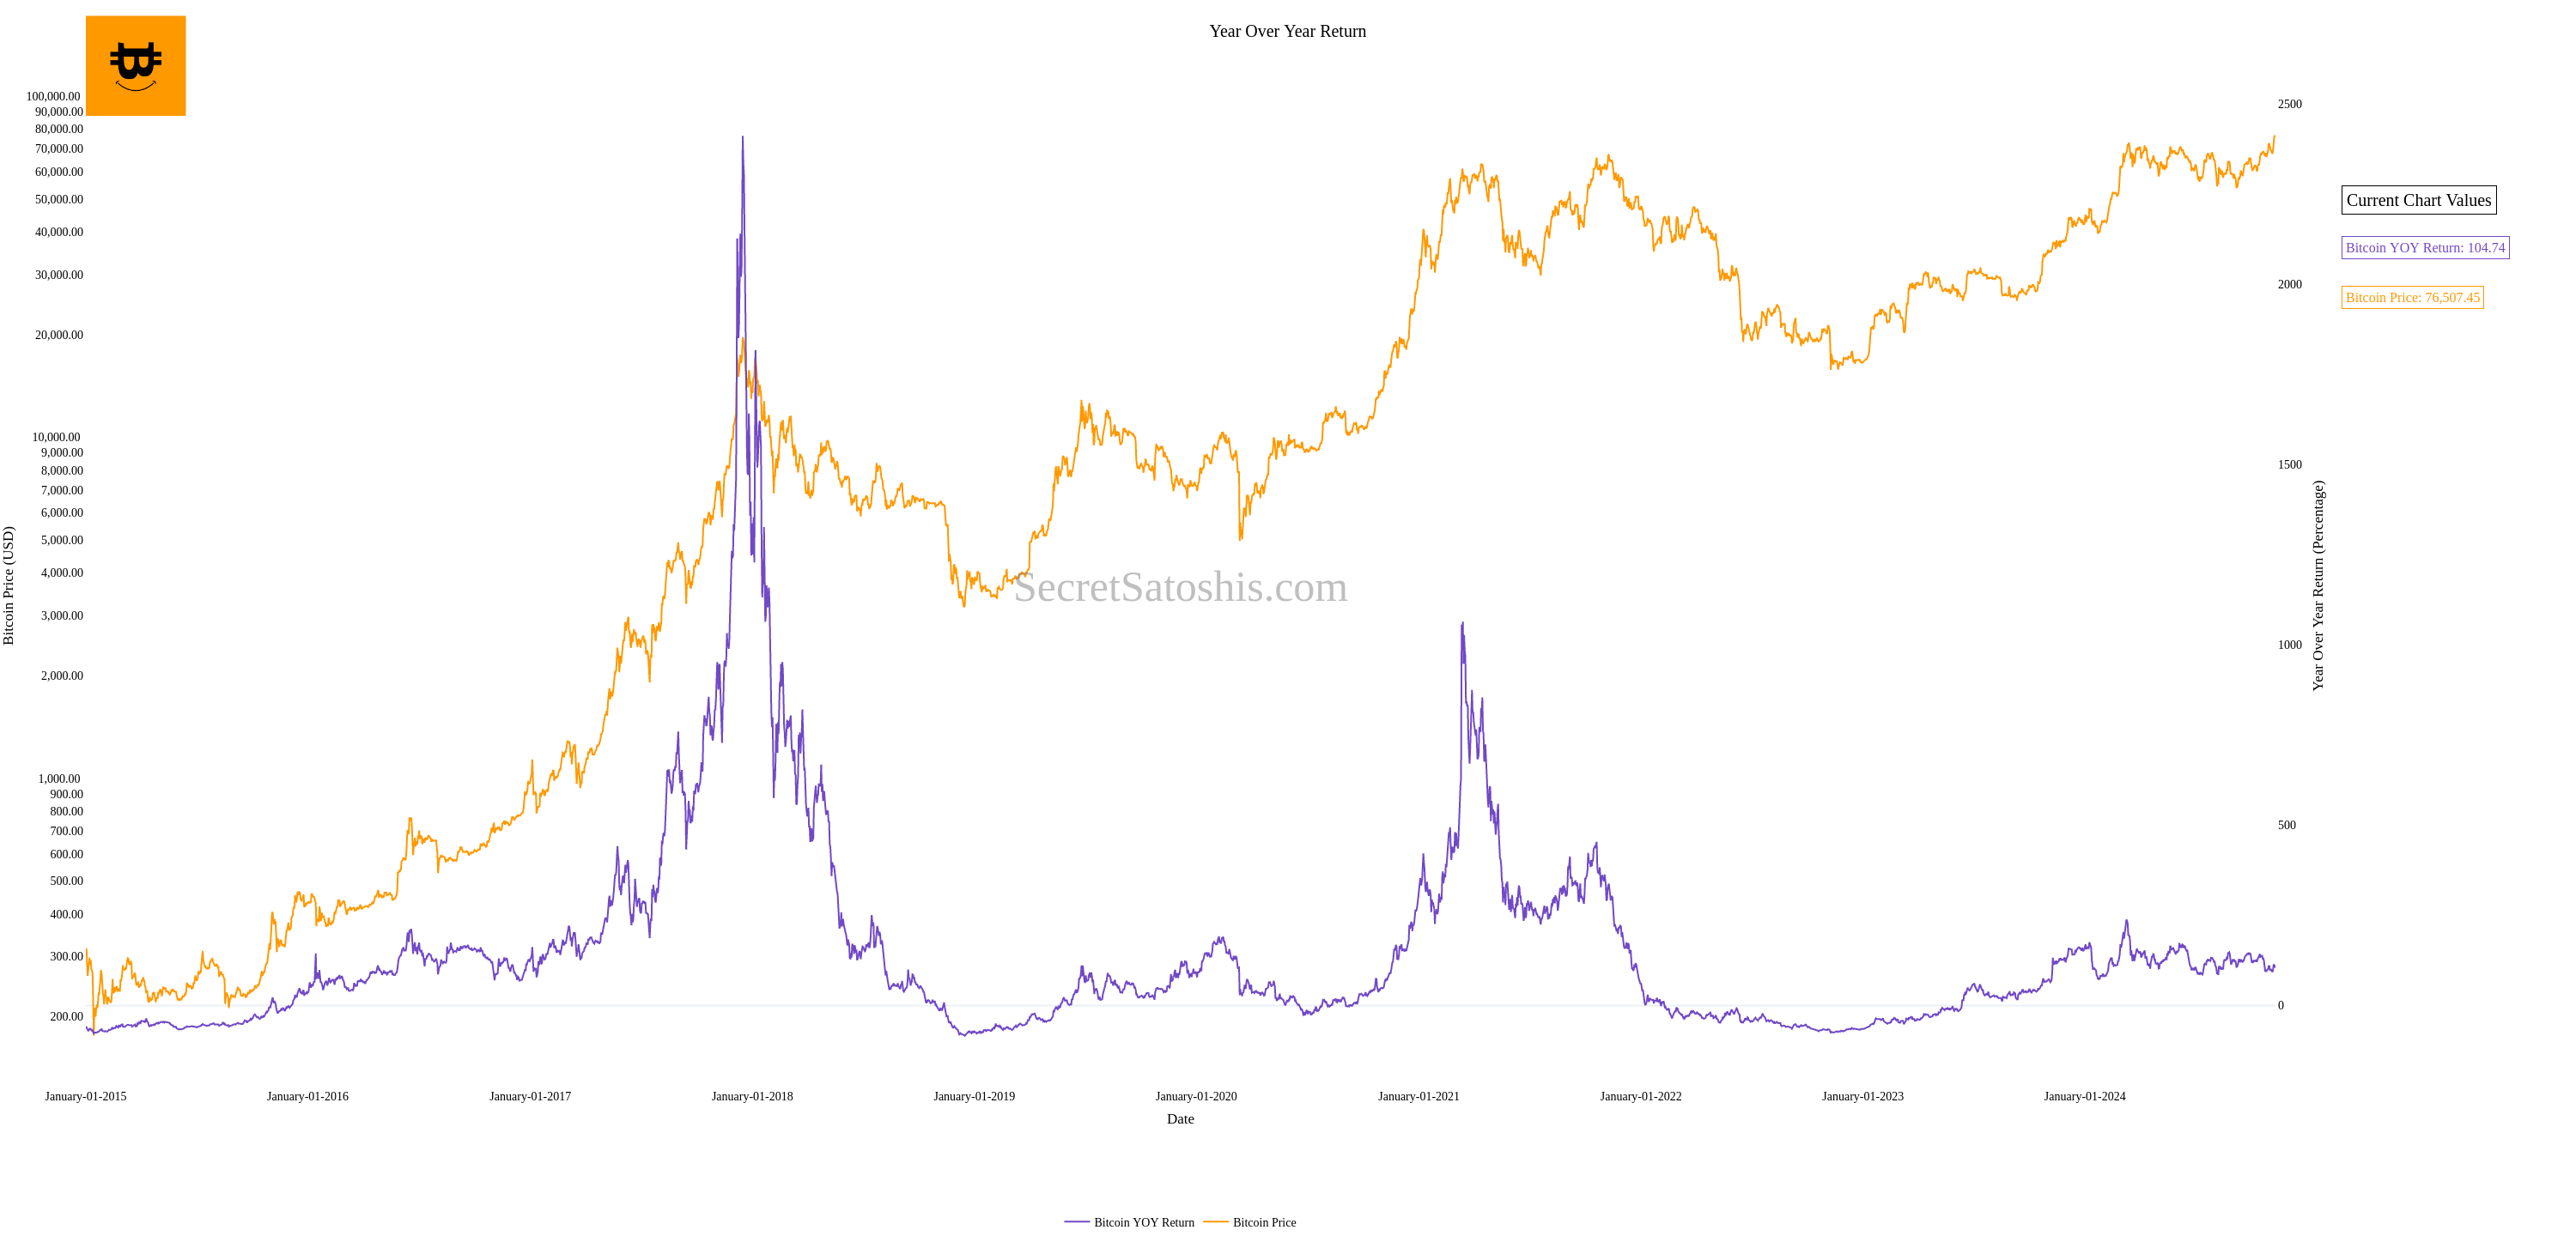 Year Over Year Return
100,000.00
90,000.00
80,000.00
70,000.00
60,000.00
50,000.00
40,000.00
30,000.00
20,000.00
10,000.00
9,000.00
8,000.00
7,000.00
6,000.00
5,000.00
4,000.00
3,000.00
2,000.00
1,000.00
900.00
800.00
700.00
600.00
500.00
400.00
300.00
200.00
Bitcoin Price (USD)
SecretSatoshis.com
2500
2000
1500
1000
500
0
Year Over Year Return (Percentage)
Current Chart Values
Bitcoin YOY Return: 104.74
Bitcoin Price: 76,507.45
January-01-2015
January-01-2016
January-01-2017
January-01-2018
January-01-2019
January-01-2020
January-01-2021
January-01-2022
January-01-2023
January-01-2024
Date
Bitcoin YOY Return
Bitcoin Price